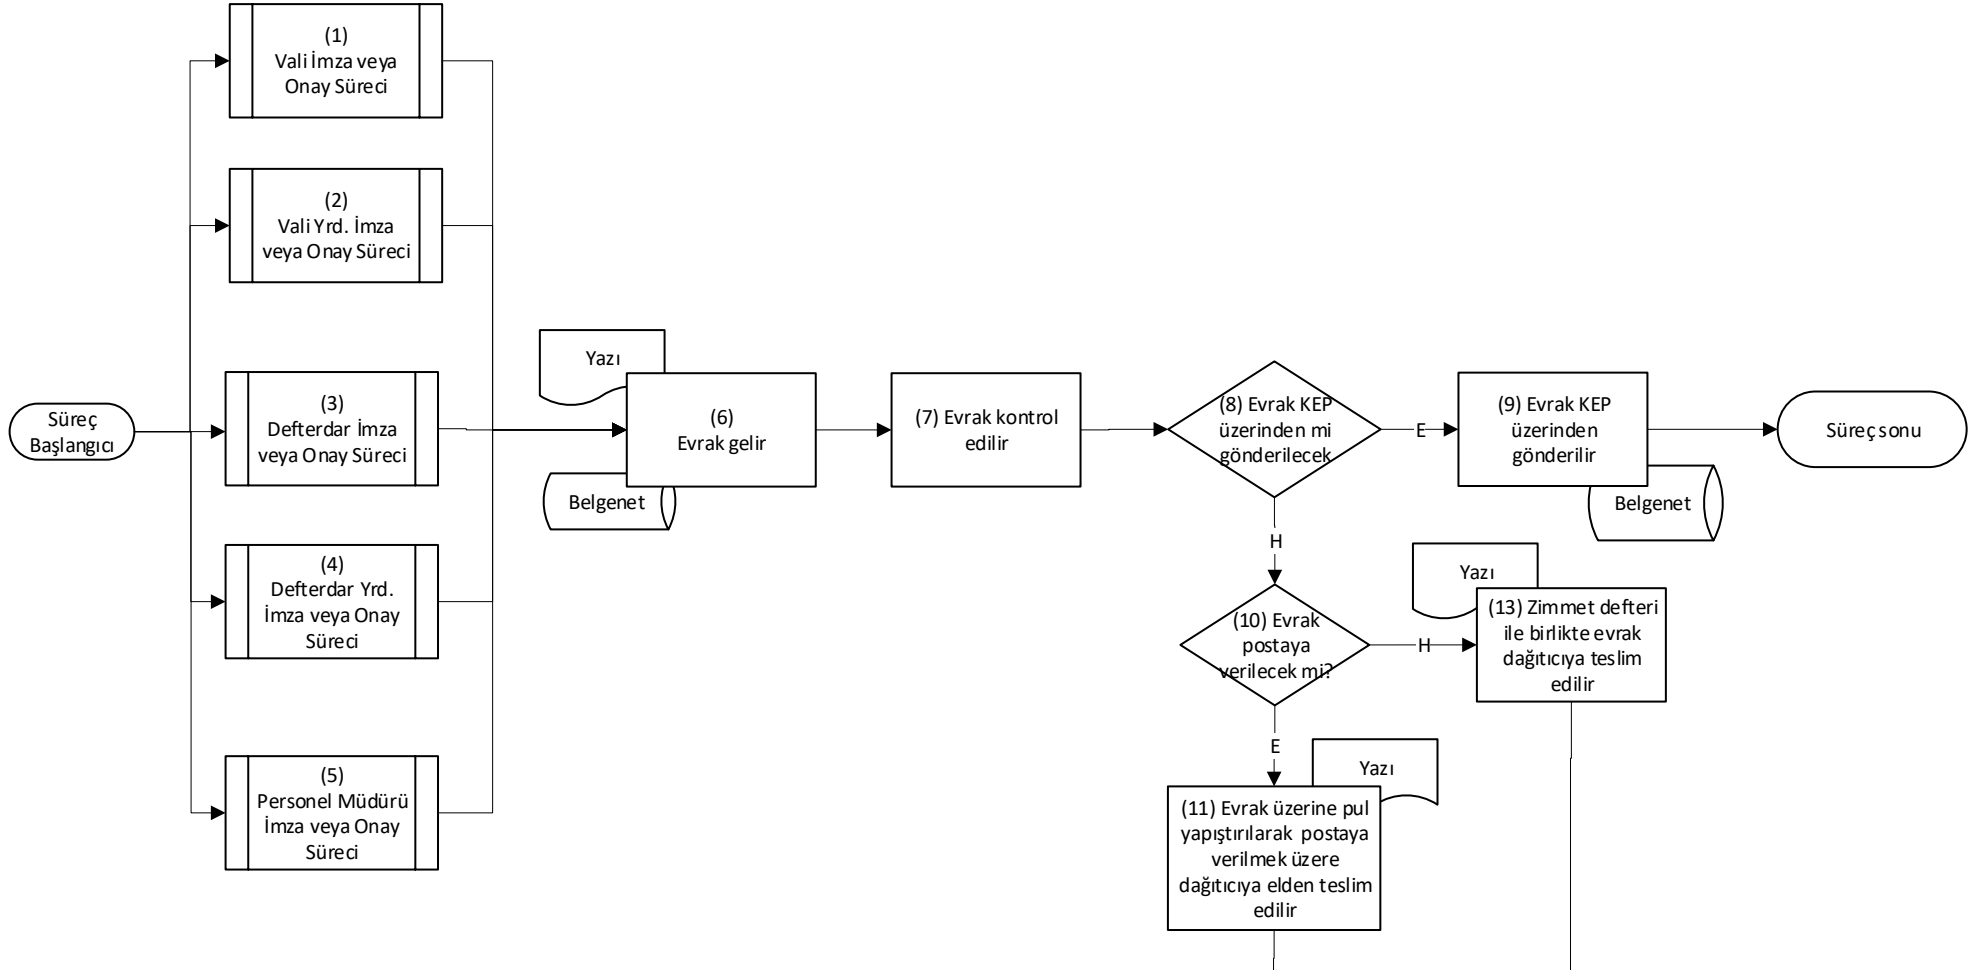 Süreç
Başlangıcı
(1)
Vali İmza veya
Onay Süreci
(2)
Vali Yrd. İmza
veya Onay Süreci
(3)
Defterdar İmza
veya Onay Süreci
(4)
Defterdar Yrd.
İmza veya Onay
Süreci
(5)
Personel Müdürü
İmza veya Onay
Süreci
Yazı
(6)
Evrak gelir
Belgenet
(7) Evrak kontrol
edilir
(8) Evrak KEP
üzerinden mi
gönderilecek
E
(9) Evrak KEP
üzerinden
gönderilir
Belgenet
Süreç sonu
H
(10) Evrak
postaya
verilecek mi?
H
Yazı
(13) Zimmet defteri
ile birlikte evrak
dağıtıcıya teslim
edilir
E
Yazı
(11) Evrak üzerine pul
yapıştırılarak postaya
verilmek üzere
dağıtıcıya elden teslim
edilir